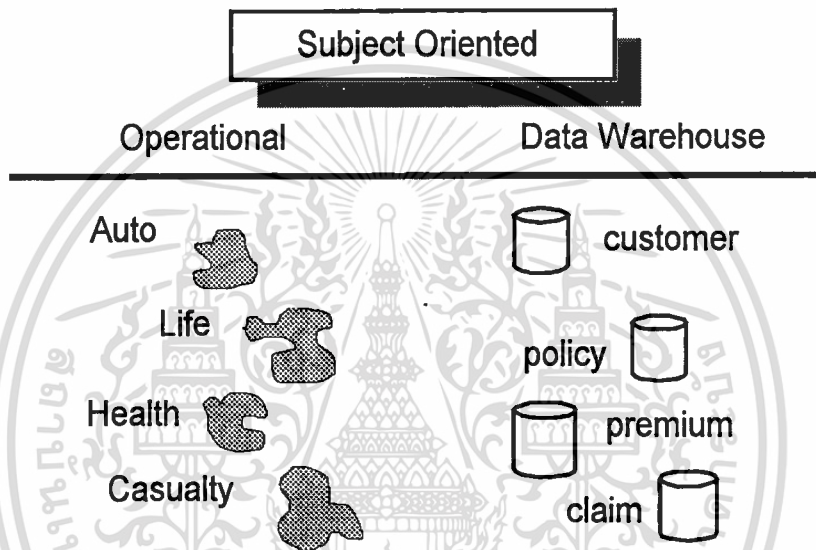 Subject Oriented
Operational Data Warehouse
Auto customer
Life
policy
Health premium
Casualty
claim